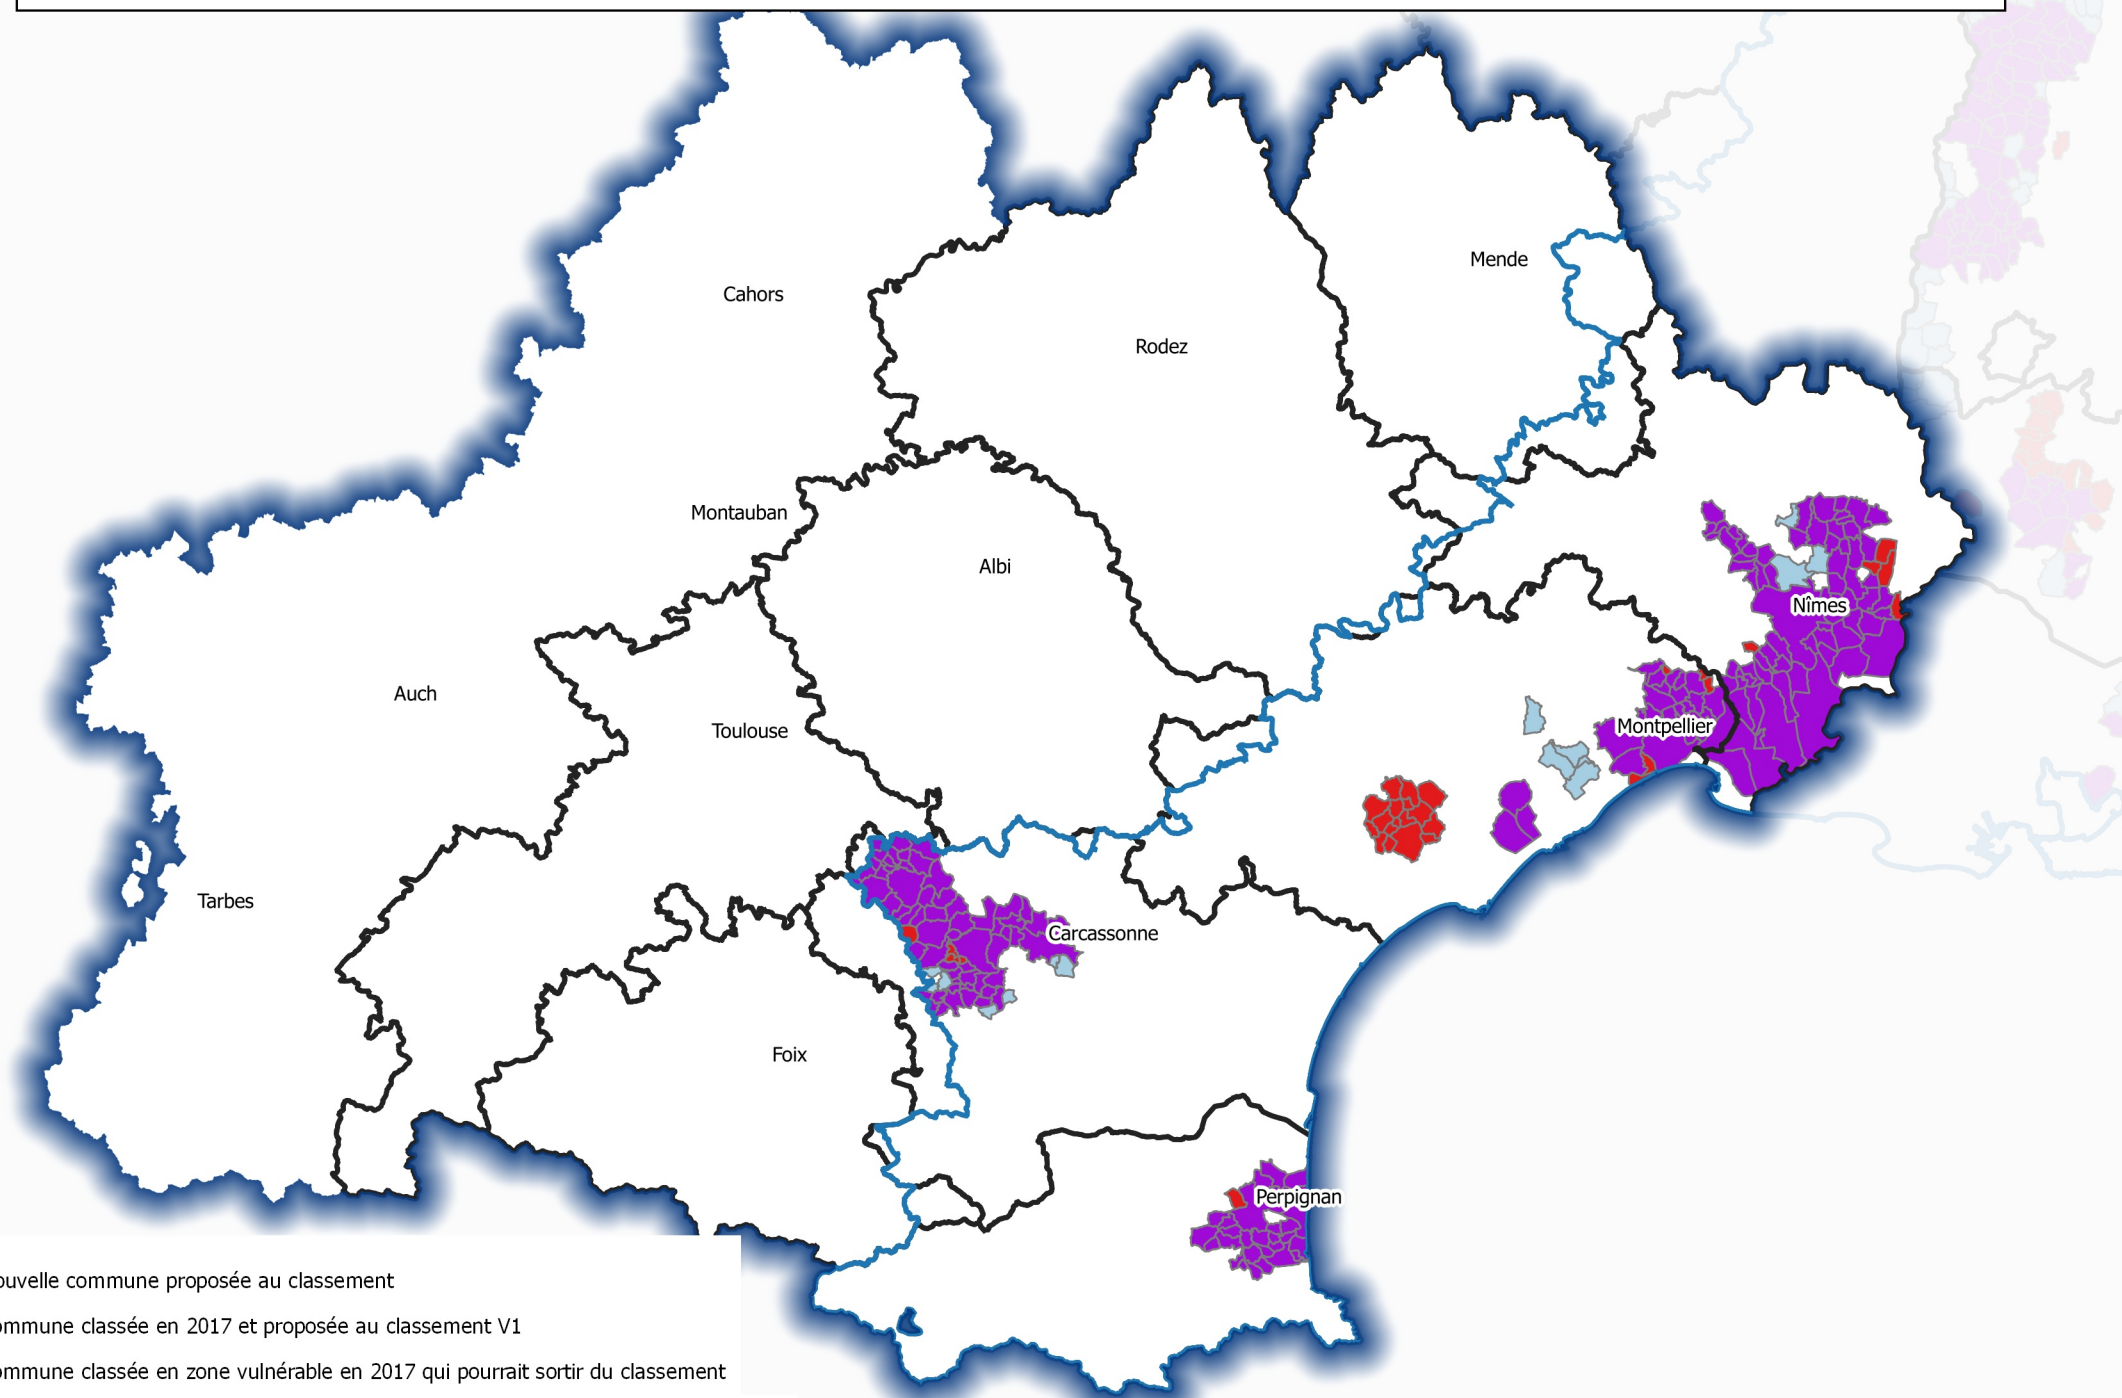 Mende
Cahors
Rodez
Montauban
Albi
Nîmes
Auch
Toulouse
Montpellier
Tarbes
Carcassonne
Foix
Perpignan
ouvelle commune proposée au classement
ommune classée en 2017 et proposée au classement V1
ommune classée en zone vulnérable en 2017 qui pourrait sortir du classement